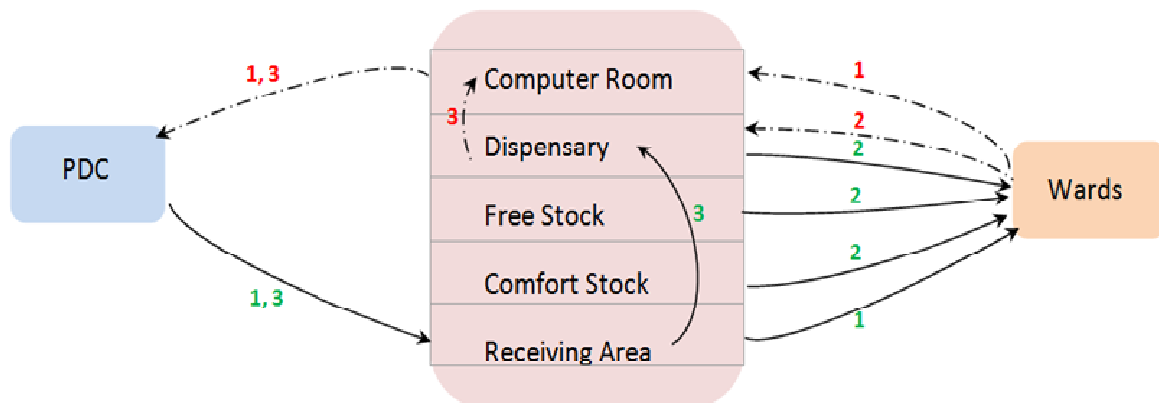 1, 3
Computer Room
1
3
2
PDC
Dispensary
2
Free Stock
3
2
Wards
Comfort Stock
2
1, 3
Receiving Area
1